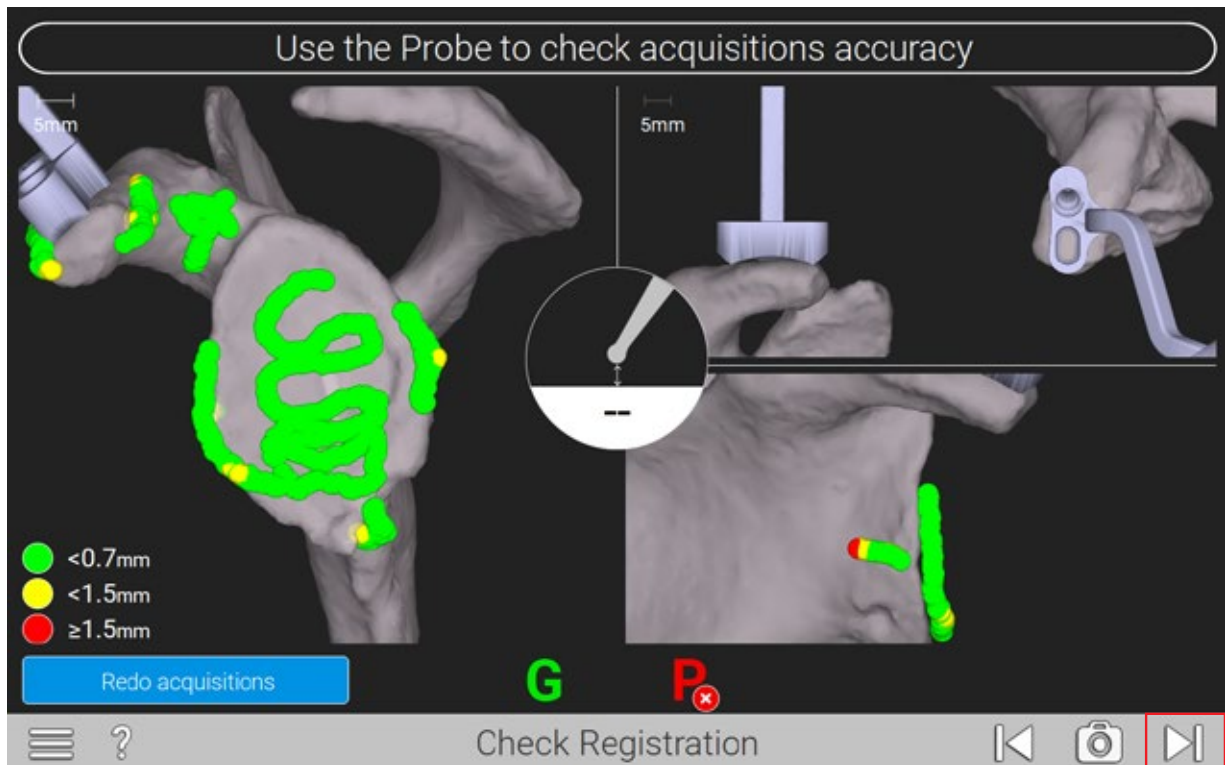 Use the Probe to check acquisitions accuracy
5mm
5mm
--
<0.7mm
<1.5mm
≥1.5mm
Redo acquisitions
G
P
?
Check Registration